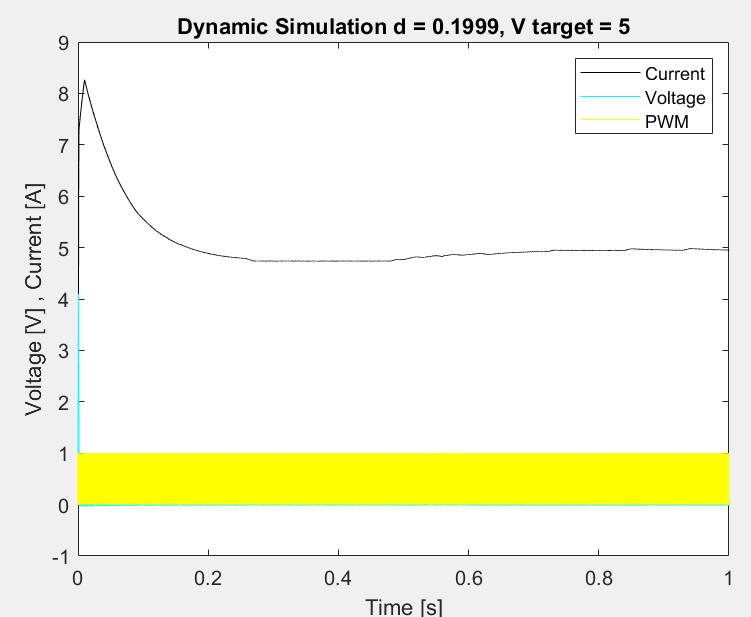 Dynamic Simulation d = 0.1999, V target = 5
9
8
7
6
5
4
3
2
1
0
-1
Voltage [V] , Current [A]
Current
Voltage
PWM
0 0.2 0.4 0.6 0.8 1
Time [s]